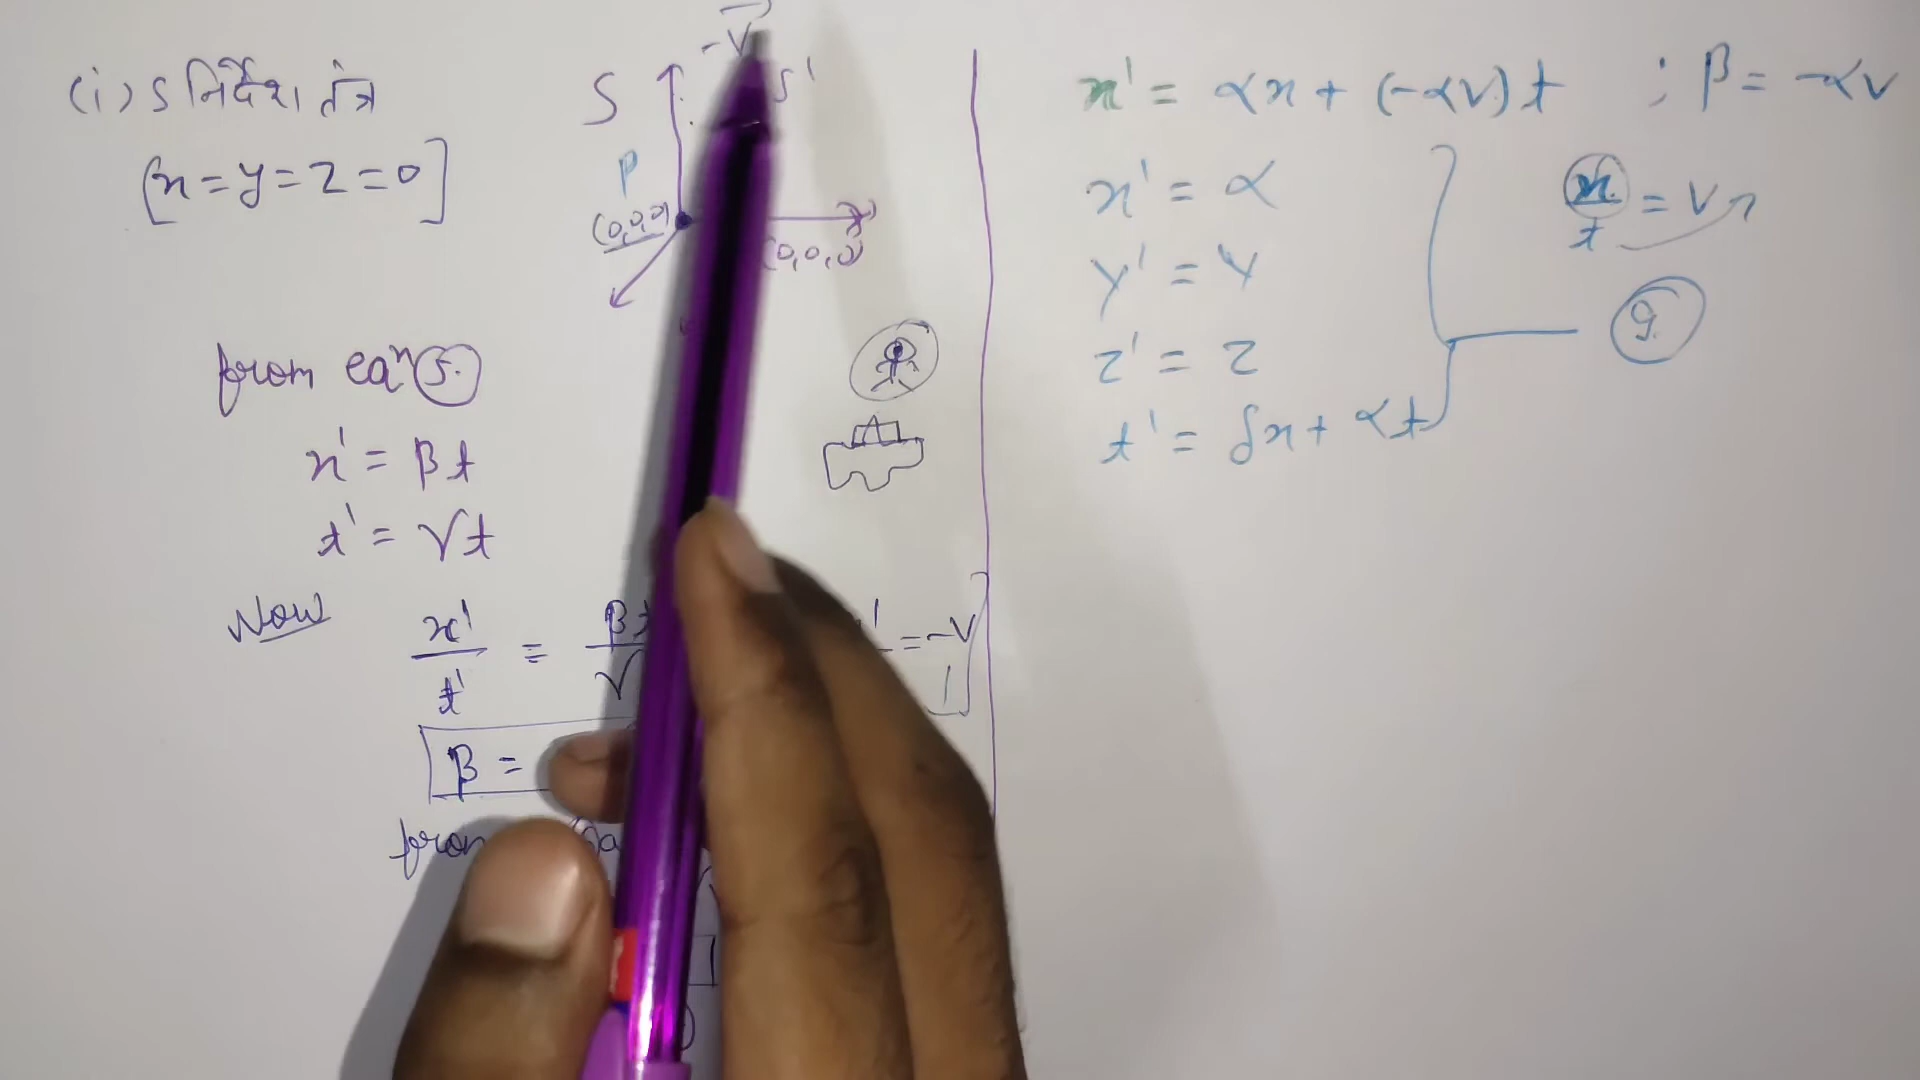 (i) S निर्देश तंत्र
[x = y = z = 0]
-v
S S'
P
(0,0,0)
(0,0,0)
from eqⁿ (5.)
x' = βt
t' = γt
Now x'/t' = β
= -v
β =
from
x' = αx + (-αv)t ; β = -αv
x' = α
y' = y
z' = z
t' = δx + αt
x/t = v
(9.)